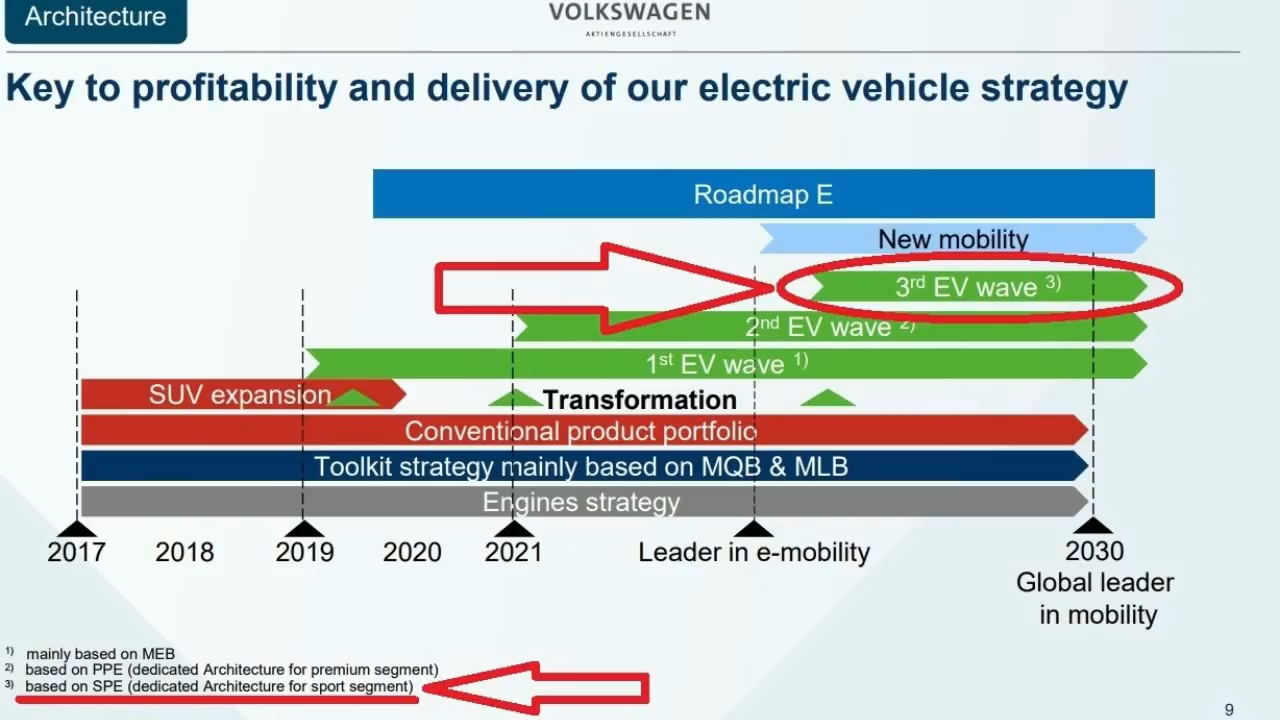 Architecture
VOLKSWAGEN
AKTIENGESELLSCHAFT
Key to profitability and delivery of our electric vehicle strategy
Roadmap E
New mobility
3rd EV wave 3)
2nd EV wave 2)
1st EV wave 1)
SUV expansion
Transformation
Conventional product portfolio
Toolkit strategy mainly based on MQB & MLB
Engines strategy
2017 2018 2019 2020 2021 Leader in e-mobility 2030
Global leader
in mobility
1) mainly based on MEB
2) based on PPE (dedicated Architecture for premium segment)
3) based on SPE (dedicated Architecture for sport segment)
9